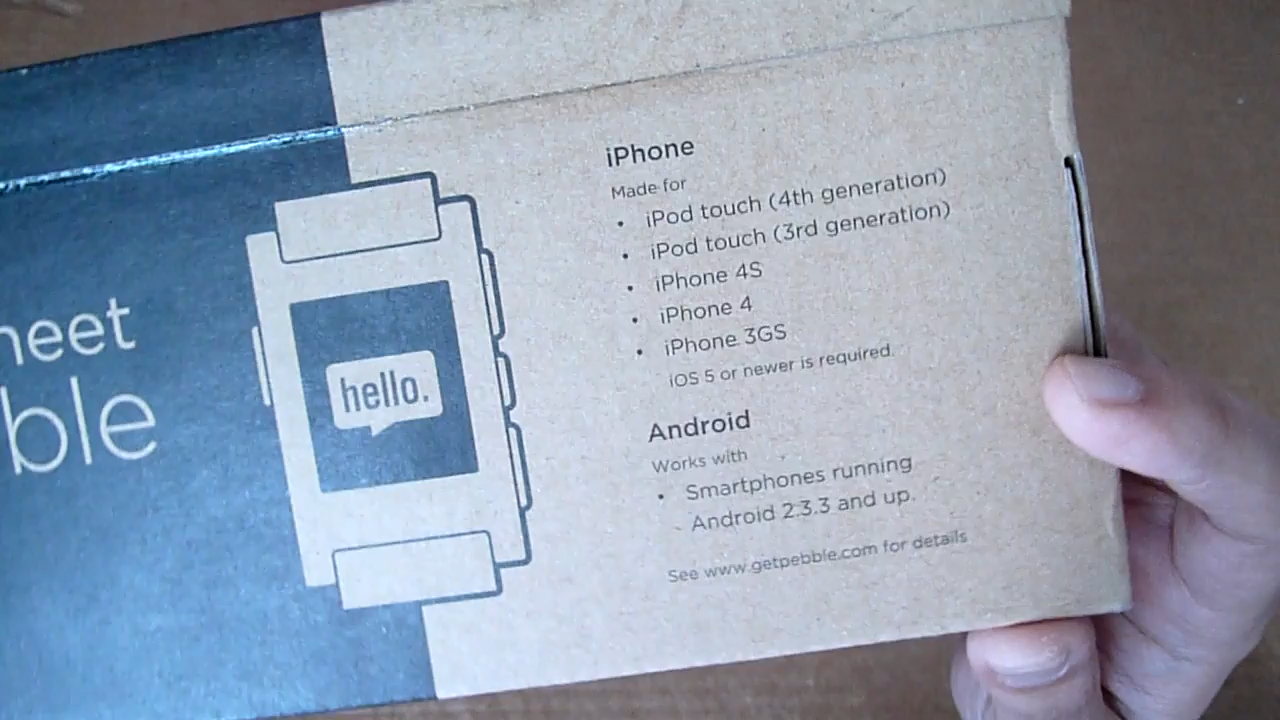 neet
ble
hello.
iPhone
Made for
• iPod touch (4th generation)
• iPod touch (3rd generation)
• iPhone 4S
• iPhone 4
• iPhone 3GS
iOS 5 or newer is required.
Android
Works with
• Smartphones running
Android 2.3.3 and up.
See www.getpebble.com for details